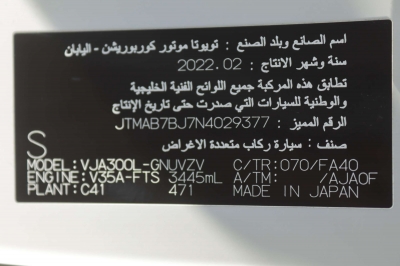 اسم الصانع وبلد الصنع : تويوتا موتور كوربوريشن - اليابان
سنة وشهر الانتاج : 2022.02
تطابق هذه المركبة جميع اللوائح الفنية الخليجية
والوطنية للسيارات التي صدرت حتى تاريخ الإنتاج
الرقم المميز : JTMAB7BJ7N4029377
صنف : سيارة ركاب متعددة الاغراض
S
MODEL: VJA300L-GNUVZV C/TR: 070/FA40
ENGINE: V35A-FTS 3445mL A/TM: /AJA0F
PLANT: C41 471 MADE IN JAPAN